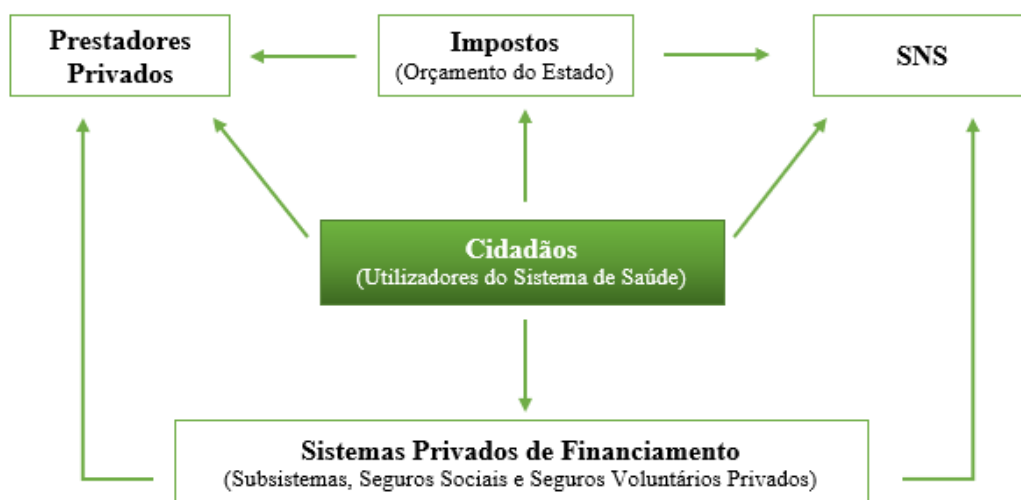 Prestadores
Privados
Impostos
(Orçamento do Estado)
SNS
Cidadãos
(Utilizadores do Sistema de Saúde)
Sistemas Privados de Financiamento
(Subsistemas, Seguros Sociais e Seguros Voluntários Privados)